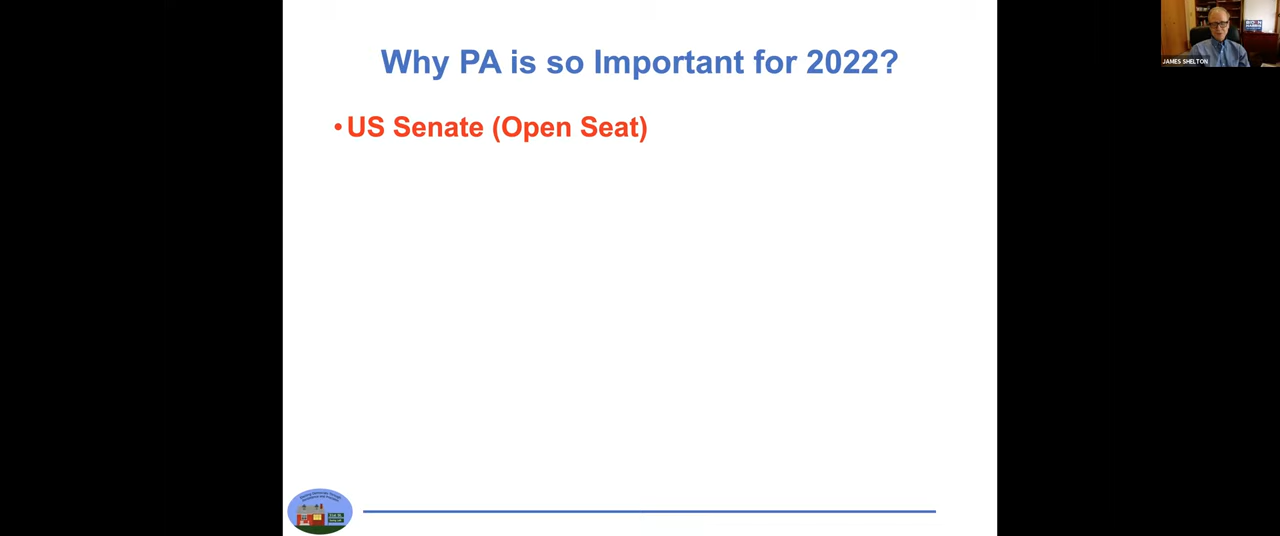 Why PA is so Important for 2022?
• US Senate (Open Seat)
JAMES SHELTON